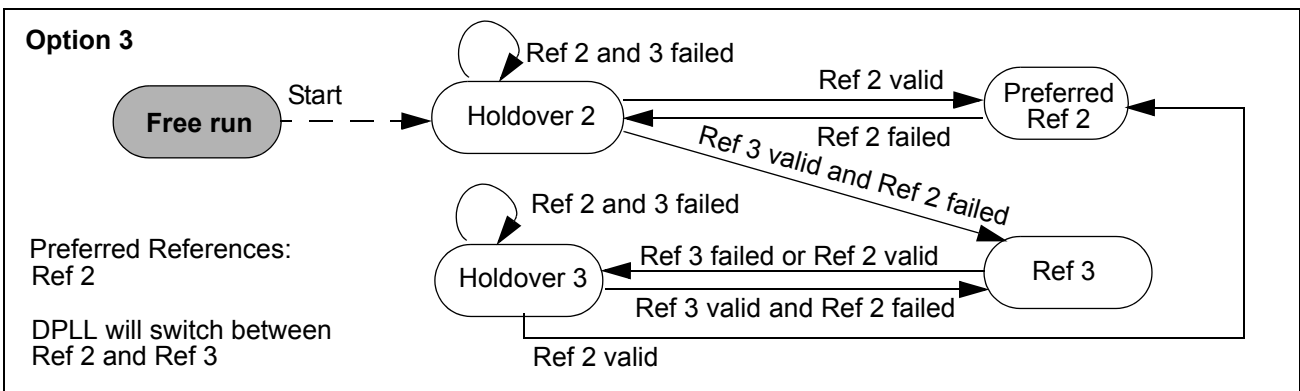 Option 3
Ref 2 and 3 failed
Start
Free run
Holdover 2
Ref 2 valid
Preferred
Ref 2
Ref 2 failed
Ref 3 valid and Ref 2 failed
Ref 2 and 3 failed
Preferred References:
Ref 2
Holdover 3
Ref 3 failed or Ref 2 valid
Ref 3
Ref 3 valid and Ref 2 failed
DPLL will switch between
Ref 2 and Ref 3
Ref 2 valid